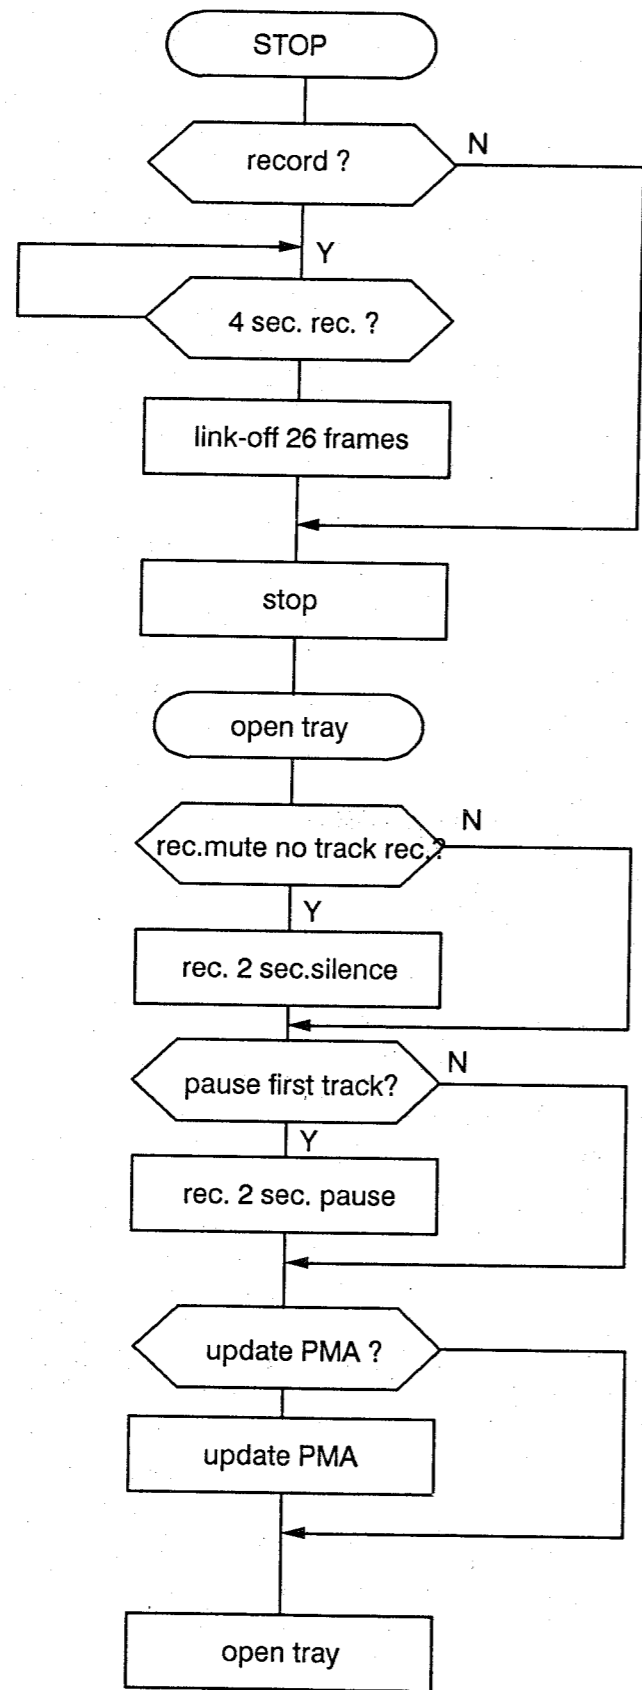 STOP
record ?
N
Y
4 sec. rec. ?
link-off 26 frames
stop
open tray
rec.mute no track rec.?
N
Y
rec. 2 sec.silence
pause first track?
N
Y
rec. 2 sec. pause
update PMA ?
update PMA
open tray